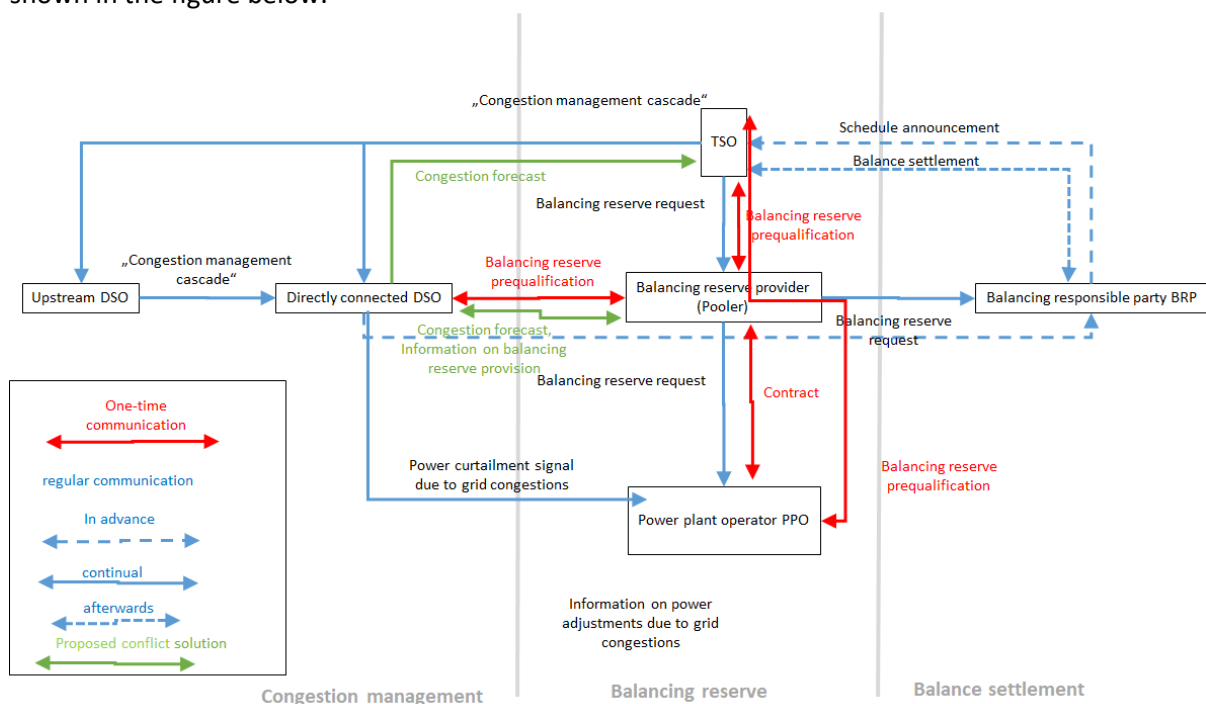 shown in the figure below.
„Congestion management cascade“
TSO
Schedule announcement
Balance settlement
Congestion forecast
Balancing reserve request
Balancing reserve
prequalification
„Congestion management
cascade“
Balancing reserve
prequalification
Upstream DSO
Directly connected DSO
Balancing reserve provider
(Pooler)
Balancing responsible party BRP
Congestion forecast,
Information on balancing
reserve provision
Balancing reserve
request
Balancing reserve request
Contract
One-time
communication
regular communication
In advance
continual
afterwards
Proposed conflict solution
Power curtailment signal
due to grid congestions
Balancing reserve
prequalification
Power plant operator PPO
Information on power
adjustments due to grid
congestions
Congestion management
Balancing reserve
Balance settlement